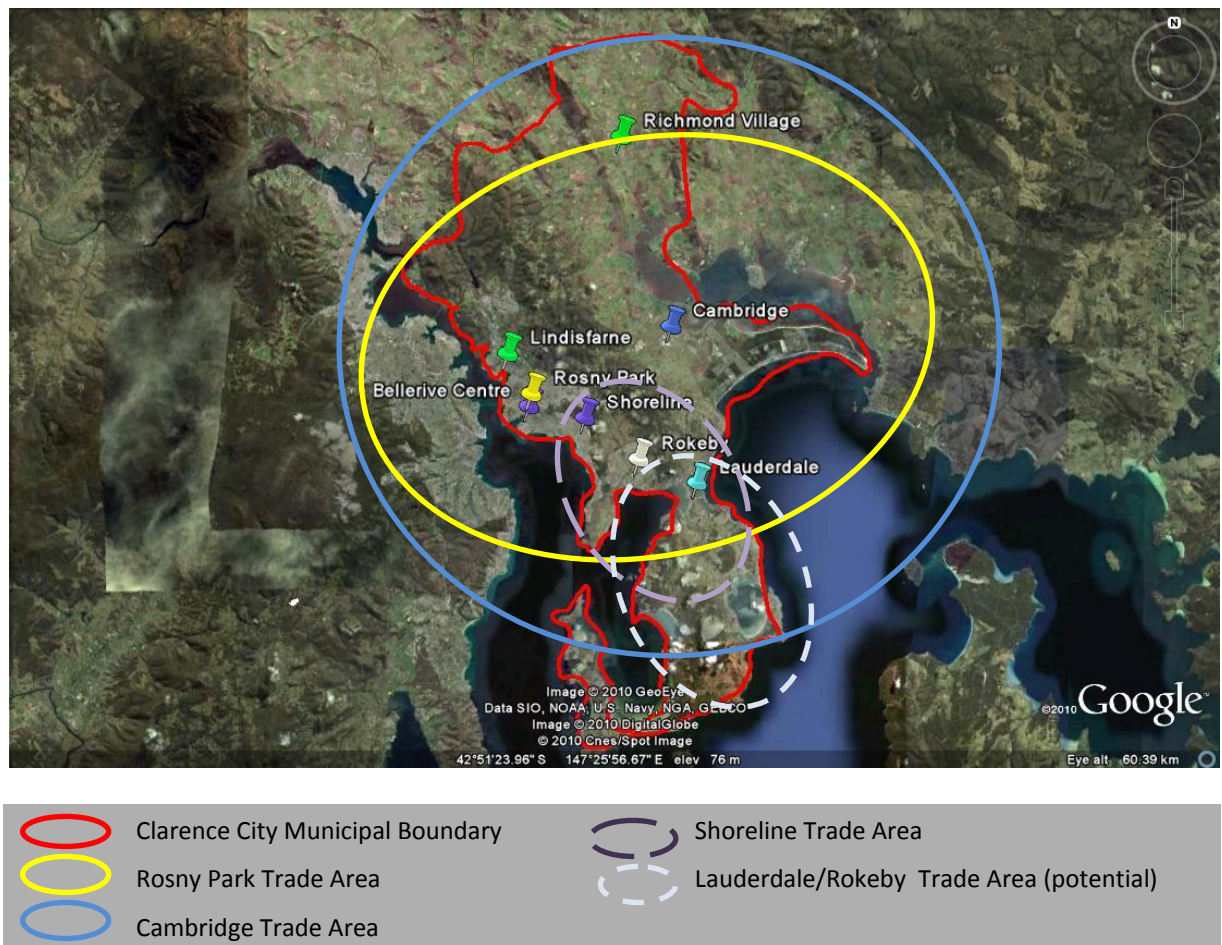 N
Richmond Village
Cambridge
Lindisfarne
Rosny Park
Bellerive Centre
Shoreline
Rokeby
Lauderdale
Image © 2010 GeoEye
Data SIO, NOAA, U.S. Navy, NGA, GEBCO
Image © 2010 DigitalGlobe
© 2010 Cnes/Spot Image
©2010 Google™
42°51'23.96" S 147°25'56.67" E elev 76 m
Eye alt 60.39 km
Clarence City Municipal Boundary
Shoreline Trade Area
Rosny Park Trade Area
Lauderdale/Rokeby Trade Area (potential)
Cambridge Trade Area